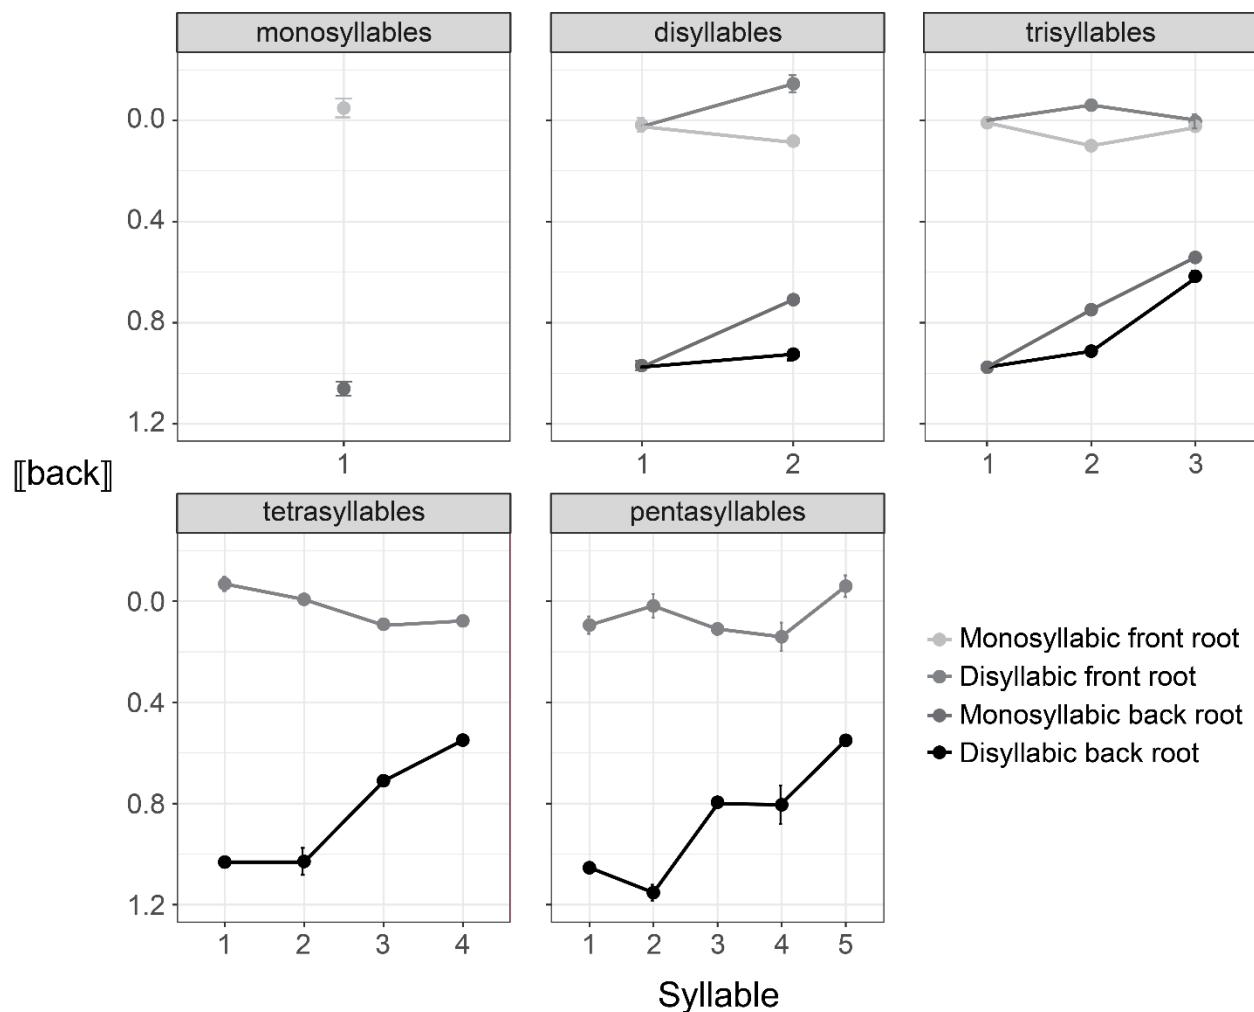 monosyllables
disyllables
trisyllables
0.0
0.4
0.8
1.2
1
1 2
1 2 3
⟦back⟧
tetrasyllables
pentasyllables
0.0
0.4
0.8
1.2
1 2 3 4
1 2 3 4 5
Monosyllabic front root
Disyllabic front root
Monosyllabic back root
Disyllabic back root
Syllable